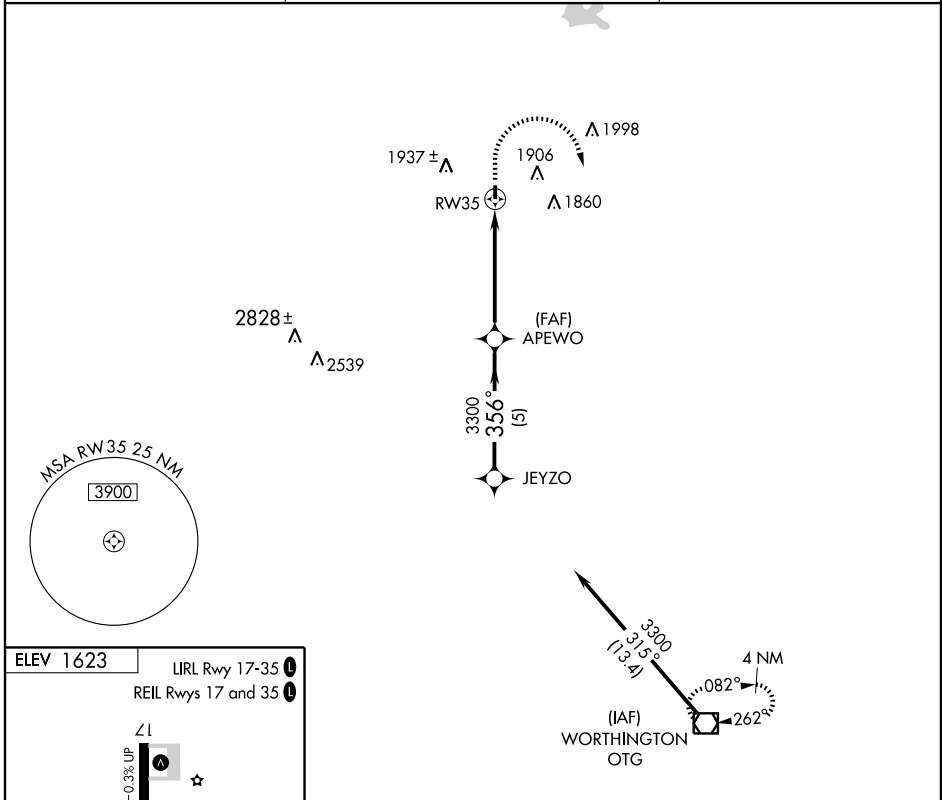 1998
1937 ±
1906
RW35
1860
2828 ±
2539
(FAF)
APEWO
3300
356°
(5)
JEYZO
MSA RW35 25 NM
3900
3300
315°
(13.4)
4 NM
082°
262°
(IAF)
WORTHINGTON
OTG
ELEV 1623
LIRL Rwy 17-35 L
REIL Rwys 17 and 35 L
17
0.3% UP